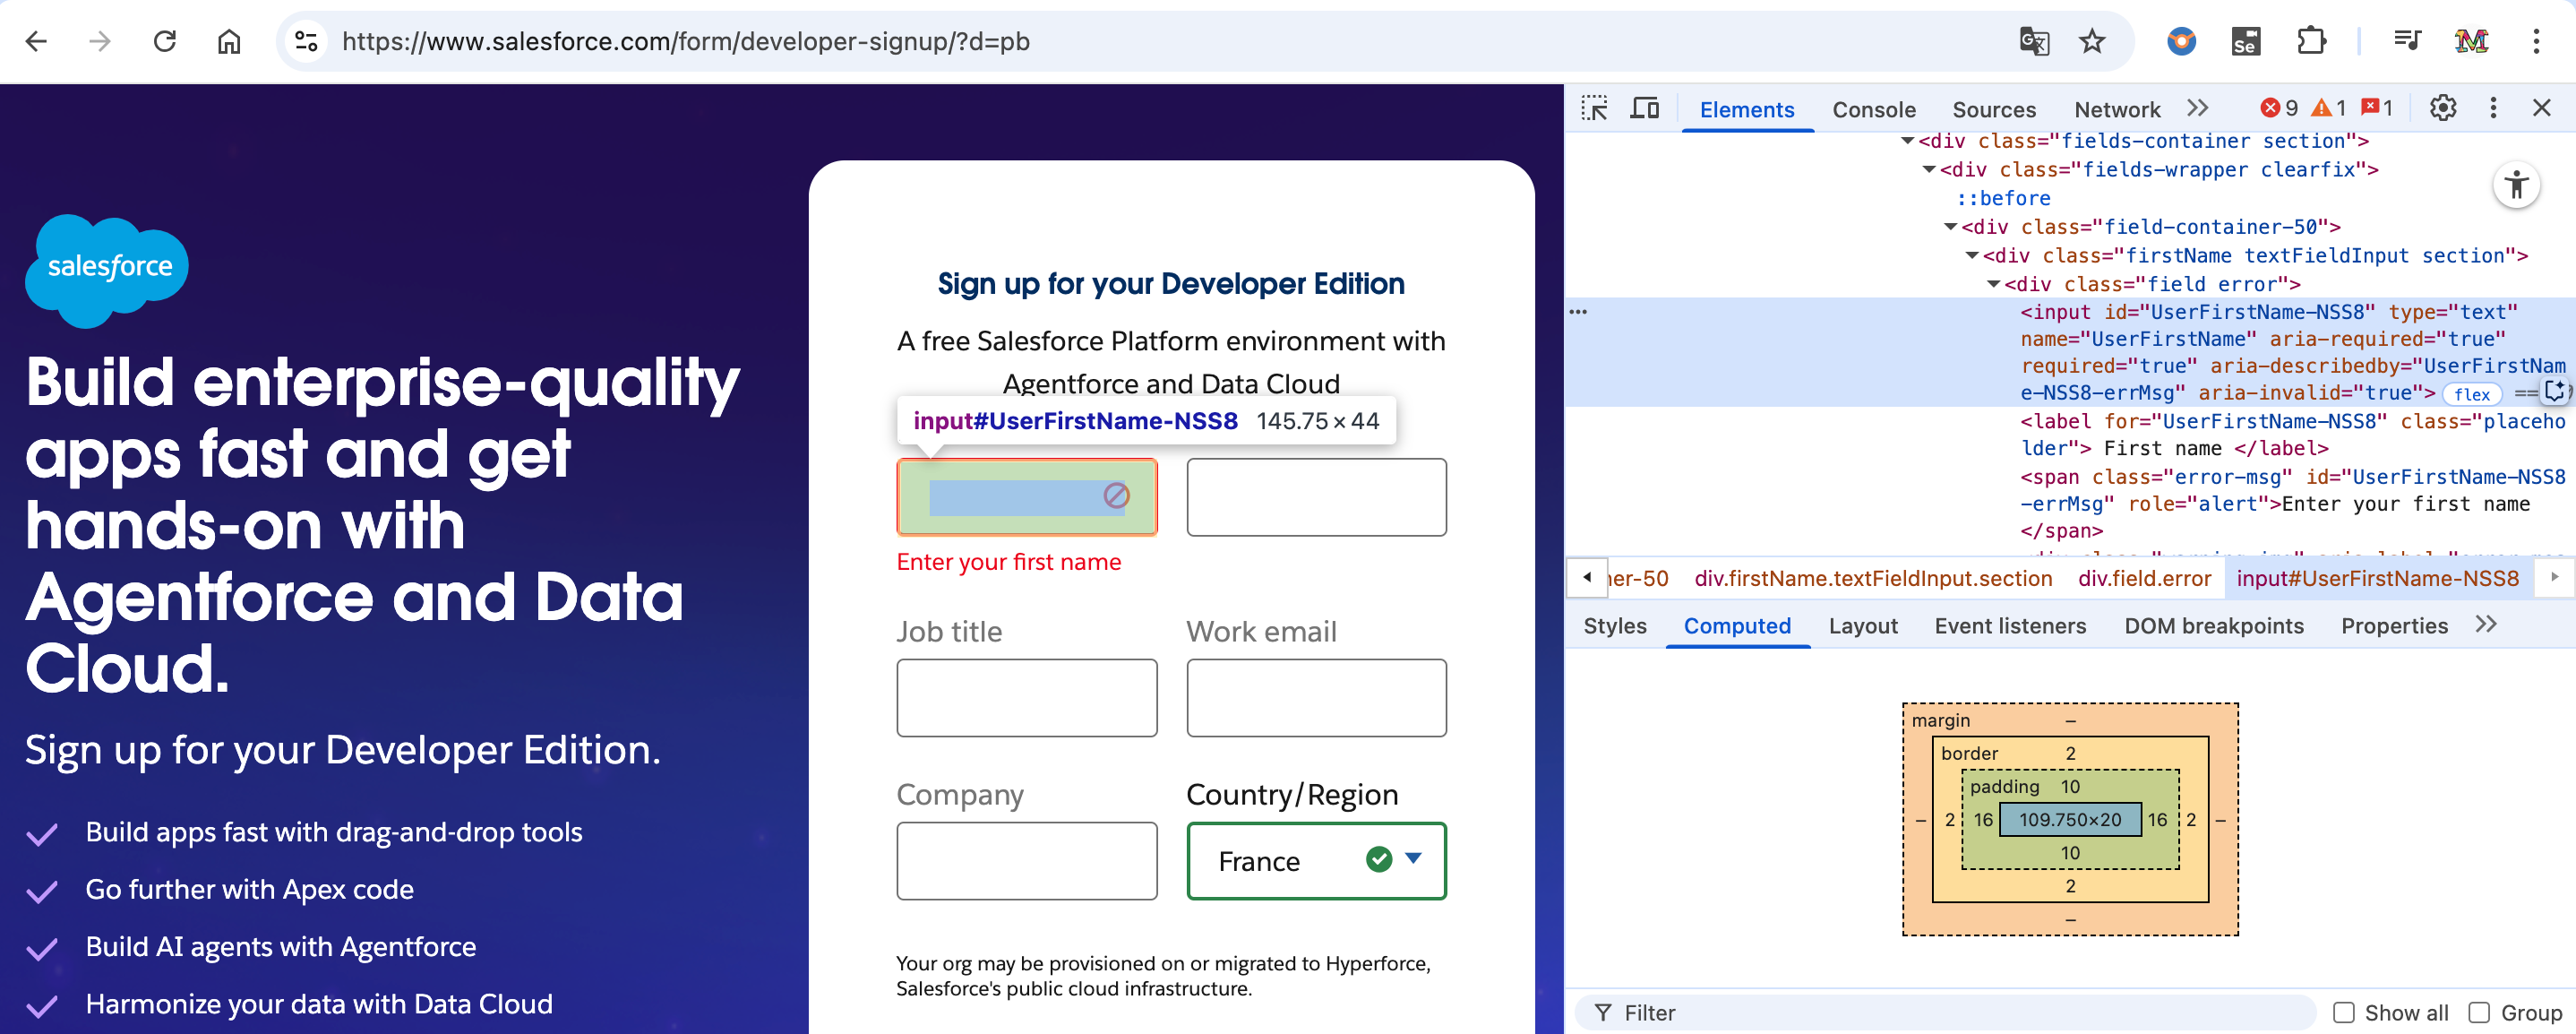 https://www.salesforce.com/form/developer-signup/?d=pb
Se
salesforce
Build enterprise-quality
apps fast and get
hands-on with
Agentforce and Data
Cloud.
Sign up for your Developer Edition.
Build apps fast with drag-and-drop tools
Go further with Apex code
Build AI agents with Agentforce
Harmonize your data with Data Cloud
Sign up for your Developer Edition
A free Salesforce Platform environment with
Agentforce and Data Cloud
input#UserFirstName-NSS8 145.75 × 44
Enter your first name
Job title
Work email
Company
Country/Region
France
Your org may be provisioned on or migrated to Hyperforce,
Salesforce's public cloud infrastructure.
Elements Console Sources Network 9 1 1
<div class="fields-container section">
<div class="fields-wrapper clearfix">
::before
<div class="field-container-50">
<div class="firstName textFieldInput section">
<div class="field error">
<input id="UserFirstName-NSS8" type="text"
name="UserFirstName" aria-required="true"
required="true" aria-describedby="UserFirstNam
e-NSS8-errMsg" aria-invalid="true"> flex ==
<label for="UserFirstName-NSS8" class="placeho
lder"> First name </label>
<span class="error-msg" id="UserFirstName-NSS8
-errMsg" role="alert">Enter your first name
</span>
ner-50 div.firstName.textFieldInput.section div.field.error input#UserFirstName-NSS8
Styles Computed Layout Event listeners DOM breakpoints Properties
margin –
border 2
padding 10
– 2 16 109.750×20 16 2 –
10
2
–
Filter Show all Group